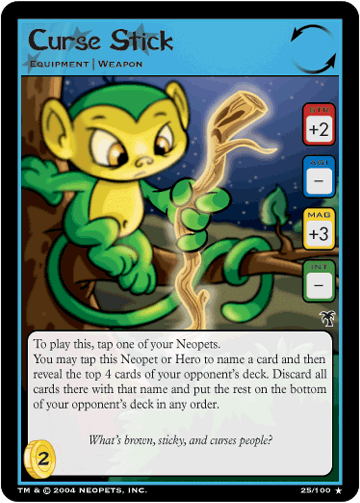 Curse Stick
Equipment | Weapon
STR
+2
AGI
–
MAG
+3
INT
–
To play this, tap one of your Neopets.
You may tap this Neopet or Hero to name a card and then
reveal the top 4 cards of your opponent's deck. Discard all
cards there with that name and put the rest on the bottom
of your opponent's deck in any order.
What's brown, sticky, and curses people?
2
TM & © 2004 NEOPETS, INC.
25/100 ★